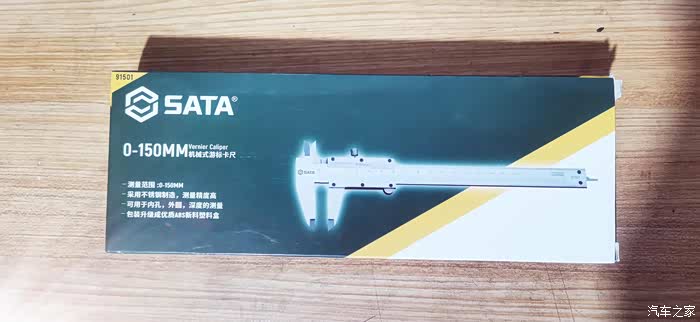 91501
SATA®
0-150MM Vernier Caliper
机械式游标卡尺
测量范围:0-150MM
采用不锈钢制造，测量精度高
可用于内孔，外圆，深度的测量
包装升级成优质ABS新料塑料盒
SATA
汽车之家